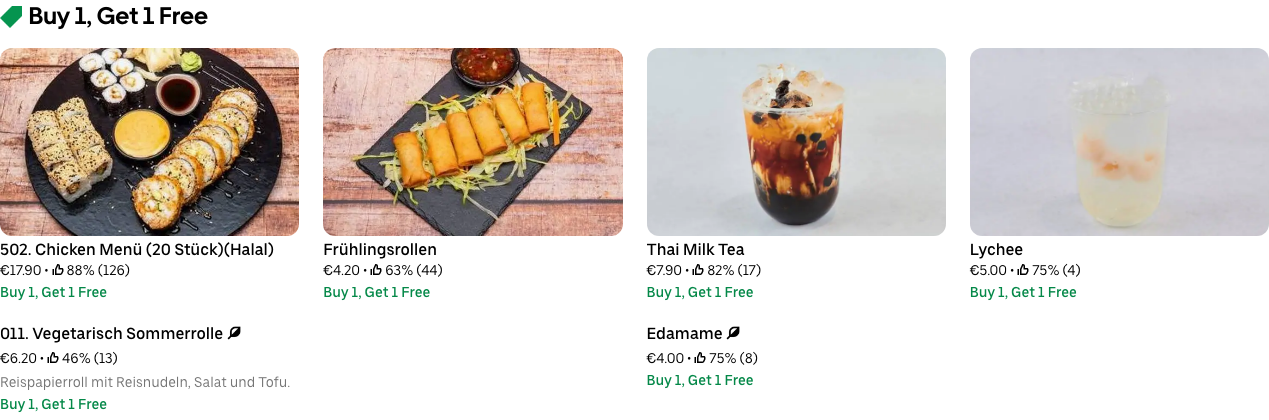 Buy 1, Get 1 Free
502. Chicken Menü (20 Stück)(Halal)
€17.90 • 88% (126)
Buy 1, Get 1 Free
Frühlingsrollen
€4.20 • 63% (44)
Buy 1, Get 1 Free
Thai Milk Tea
€7.90 • 82% (17)
Buy 1, Get 1 Free
Lychee
€5.00 • 75% (4)
Buy 1, Get 1 Free
011. Vegetarisch Sommerrolle
€6.20 • 46% (13)
Reispapierroll mit Reisnudeln, Salat und Tofu.
Buy 1, Get 1 Free
Edamame
€4.00 • 75% (8)
Buy 1, Get 1 Free